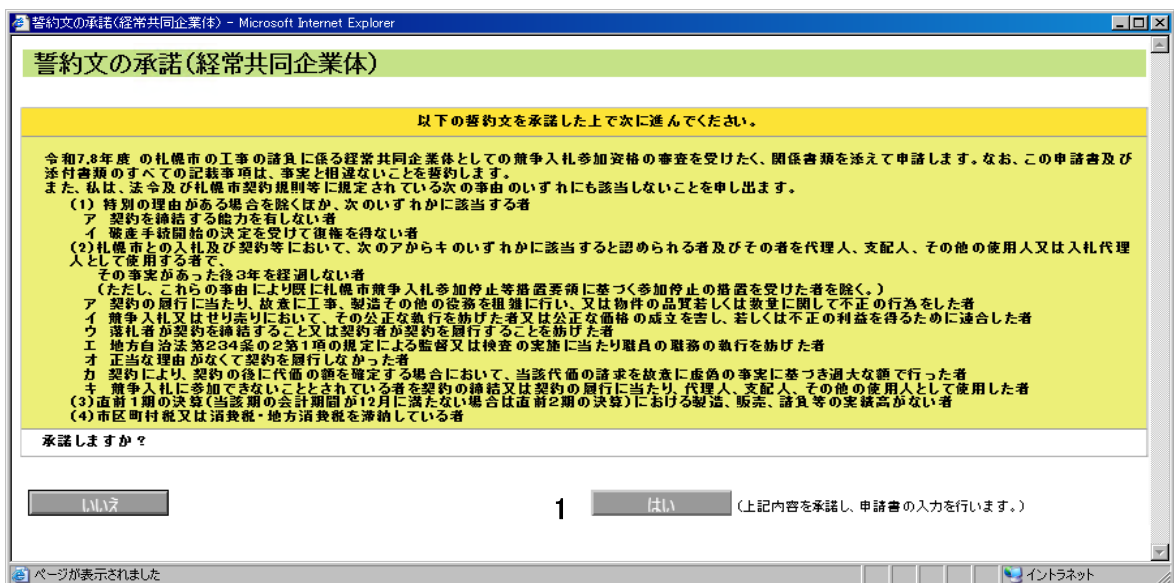 誓約文の承諾(経常共同企業体) - Microsoft Internet Explorer
誓約文の承諾(経常共同企業体)
以下の誓約文を承諾した上で次に進んでください。
令和7,8年度 の札幌市の工事の請負に係る経常共同企業体としての競争入札参加資格の審査を受けたく、関係書類を添えて申請します。なお、この申請書及び
添付書類のすべての記載事項は、事実と相違ないことを誓約します。
また、私は、法令及び札幌市契約規則等に規定されている次の事由のいずれにも該当しないことを申し出ます。
(1) 特別の理由がある場合を除くほか、次のいずれかに該当する者
ア 契約を締結する能力を有しない者
イ 破産手続開始の決定を受けて復権を得ない者
(2)札幌市との入札及び契約等において、次のアからキのいずれかに該当すると認められる者及びその者を代理人、支配人、その他の使用人又は入札代理
人として使用する者で、
その事実があった後3年を経過しない者
(ただし、これらの事由により既に札幌市競争入札参加停止等措置要領に基づく参加停止の措置を受けた者を除く。)
ア 契約の履行に当たり、故意に工事、製造その他の役務を粗雑に行い、又は物件の品質若しくは数量に関して不正の行為をした者
イ 競争入札又はせり売りにおいて、その公正な執行を妨げた者又は公正な価格の成立を害し、若しくは不正の利益を得るために連合した者
ウ 落札者が契約を締結すること又は契約者が契約を履行することを妨げた者
エ 地方自治法第234条の2第1項の規定による監督又は検査の実施に当たり職員の職務の執行を妨げた者
オ 正当な理由がなくて契約を履行しなかった者
カ 契約により、契約の後に代価の額を確定する場合において、当該代価の請求を故意に虚偽の事実に基づき過大な額で行った者
キ 競争入札に参加できないこととされている者を契約の締結又は契約の履行に当たり、代理人、支配人、その他の使用人として使用した者
(3)直前1期の決算(当該期の会計期間が12月に満たない場合は直前2期の決算)における製造、販売、請負等の実績高がない者
(4)市区町村税又は消費税・地方消費税を滞納している者
承諾しますか?
いいえ
1 はい (上記内容を承諾し、申請書の入力を行います。)
ページが表示されました
イントラネット